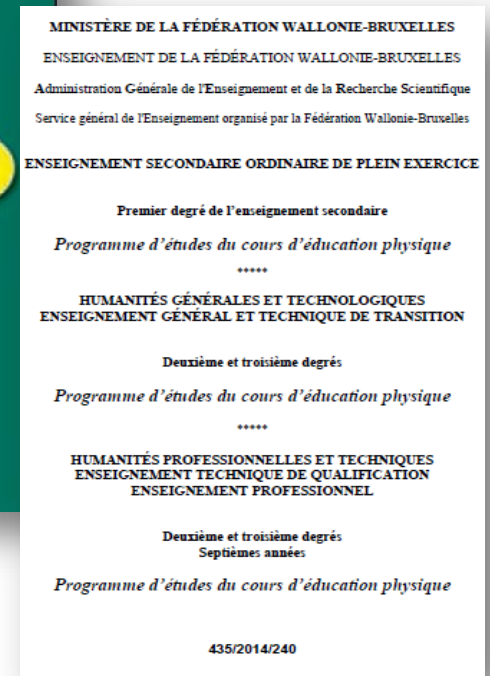 MINISTÈRE DE LA FÉDÉRATION WALLONIE-BRUXELLES
ENSEIGNEMENT DE LA FÉDÉRATION WALLONIE-BRUXELLES
Administration Générale de l'Enseignement et de la Recherche Scientifique
Service général de l'Enseignement organisé par la Fédération Wallonie-Bruxelles
ENSEIGNEMENT SECONDAIRE ORDINAIRE DE PLEIN EXERCICE
Premier degré de l'enseignement secondaire
Programme d'études du cours d'éducation physique
*****
HUMANITÉS GÉNÉRALES ET TECHNOLOGIQUES
ENSEIGNEMENT GÉNÉRAL ET TECHNIQUE DE TRANSITION
Deuxième et troisième degrés
Programme d'études du cours d'éducation physique
*****
HUMANITÉS PROFESSIONNELLES ET TECHNIQUES
ENSEIGNEMENT TECHNIQUE DE QUALIFICATION
ENSEIGNEMENT PROFESSIONNEL
Deuxième et troisième degrés
Septièmes années
Programme d'études du cours d'éducation physique
435/2014/240